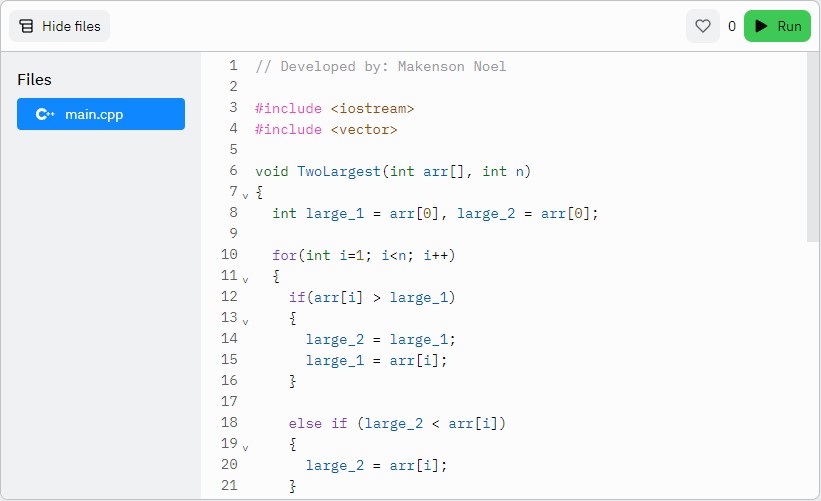 Hide files
0
Run
Files
C++ main.cpp
1 // Developed by: Makenson Noel
2
3 #include <iostream>
4 #include <vector>
5
6 void TwoLargest(int arr[], int n)
7 {
8 int large_1 = arr[0], large_2 = arr[0];
9
10 for(int i=1; i<n; i++)
11 {
12 if(arr[i] > large_1)
13 {
14 large_2 = large_1;
15 large_1 = arr[i];
16 }
17
18 else if (large_2 < arr[i])
19 {
20 large_2 = arr[i];
21 }